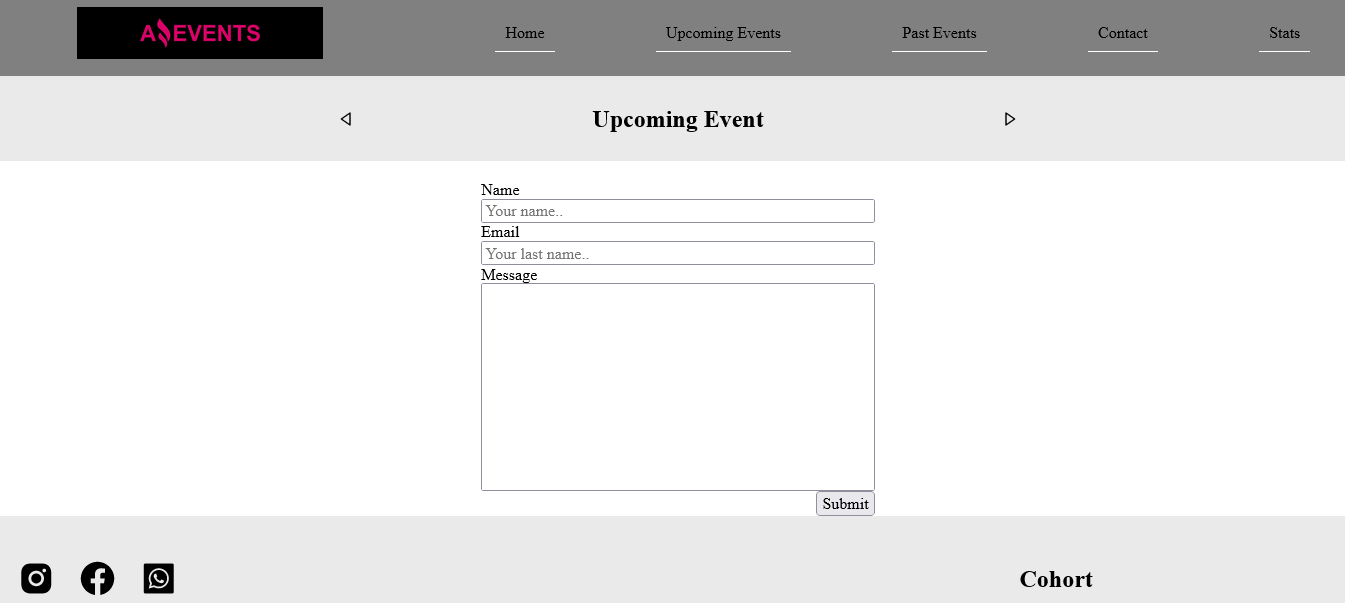 A EVENTS
Home
Upcoming Events
Past Events
Contact
Stats
Upcoming Event
Name
Your name..
Email
Your last name..
Message
Submit
Cohort